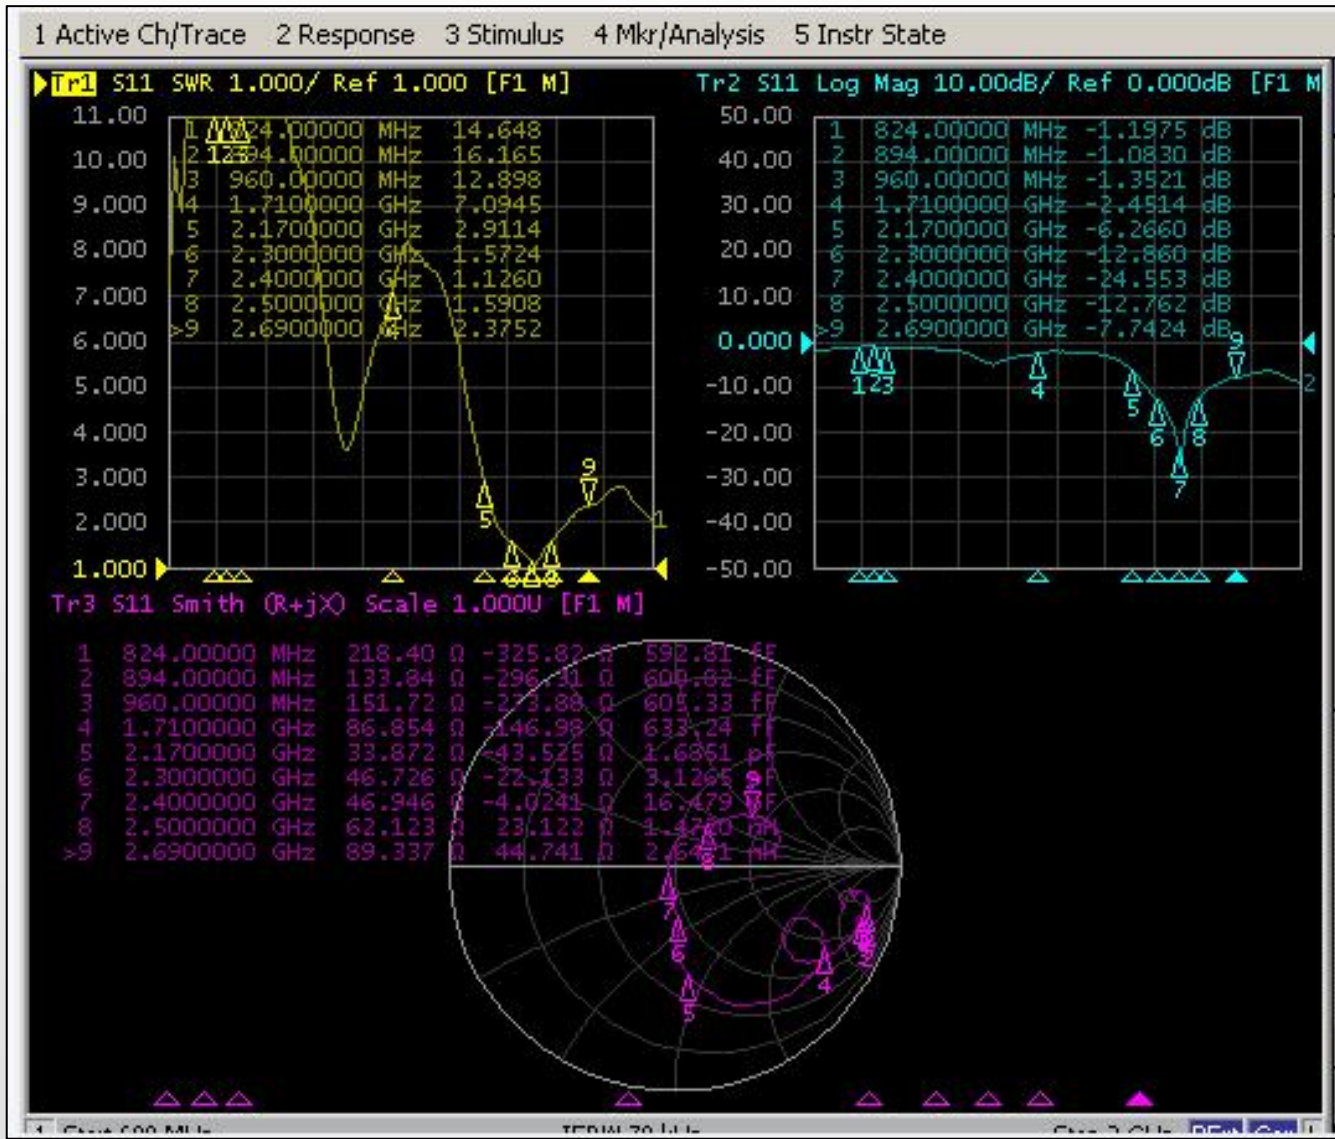 1 Active Ch/Trace 2 Response 3 Stimulus 4 Mkr/Analysis 5 Instr State
Tr1 S11 SWR 1.000/ Ref 1.000 [F1 M]
11.00
10.00
9.000
8.000
7.000
6.000
5.000
4.000
3.000
2.000
1.000
1 824.00000 MHz 14.648
2 894.00000 MHz 16.165
3 960.00000 MHz 12.898
4 1.7100000 GHz 7.0945
5 2.1700000 GHz 2.9114
6 2.3000000 GHz 1.5724
7 2.4000000 GHz 1.1260
8 2.5000000 GHz 1.5908
>9 2.6900000 GHz 2.3752
Tr2 S11 Log Mag 10.00dB/ Ref 0.000dB [F1 M
50.00
40.00
30.00
20.00
10.00
0.000
-10.00
-20.00
-30.00
-40.00
-50.00
1 824.00000 MHz -1.1975 dB
2 894.00000 MHz -1.0830 dB
3 960.00000 MHz -1.3521 dB
4 1.7100000 GHz -2.4514 dB
5 2.1700000 GHz -6.2660 dB
6 2.3000000 GHz -12.860 dB
7 2.4000000 GHz -24.553 dB
8 2.5000000 GHz -12.762 dB
>9 2.6900000 GHz -7.7424 dB
Tr3 S11 Smith (R+jX) Scale 1.000U [F1 M]
1 824.00000 MHz 218.40 Ω -325.82 Ω 592.81 fF
2 894.00000 MHz 133.84 Ω
3 960.00000 MHz 151.72 Ω 605.33
4 1.7100000 GHz 86.854 Ω -146.98 Ω 633.24
5 2.1700000 GHz 33.872 Ω -43.525 Ω 1.6851
6 2.3000000 GHz 46.726 Ω -22.133 Ω 3.1265
7 2.4000000 GHz 46.946 Ω -4.0241 Ω 16.479
8 2.5000000 GHz 62.123 Ω 23.122 Ω
>9 2.6900000 GHz 89.337 Ω 44.741 Ω